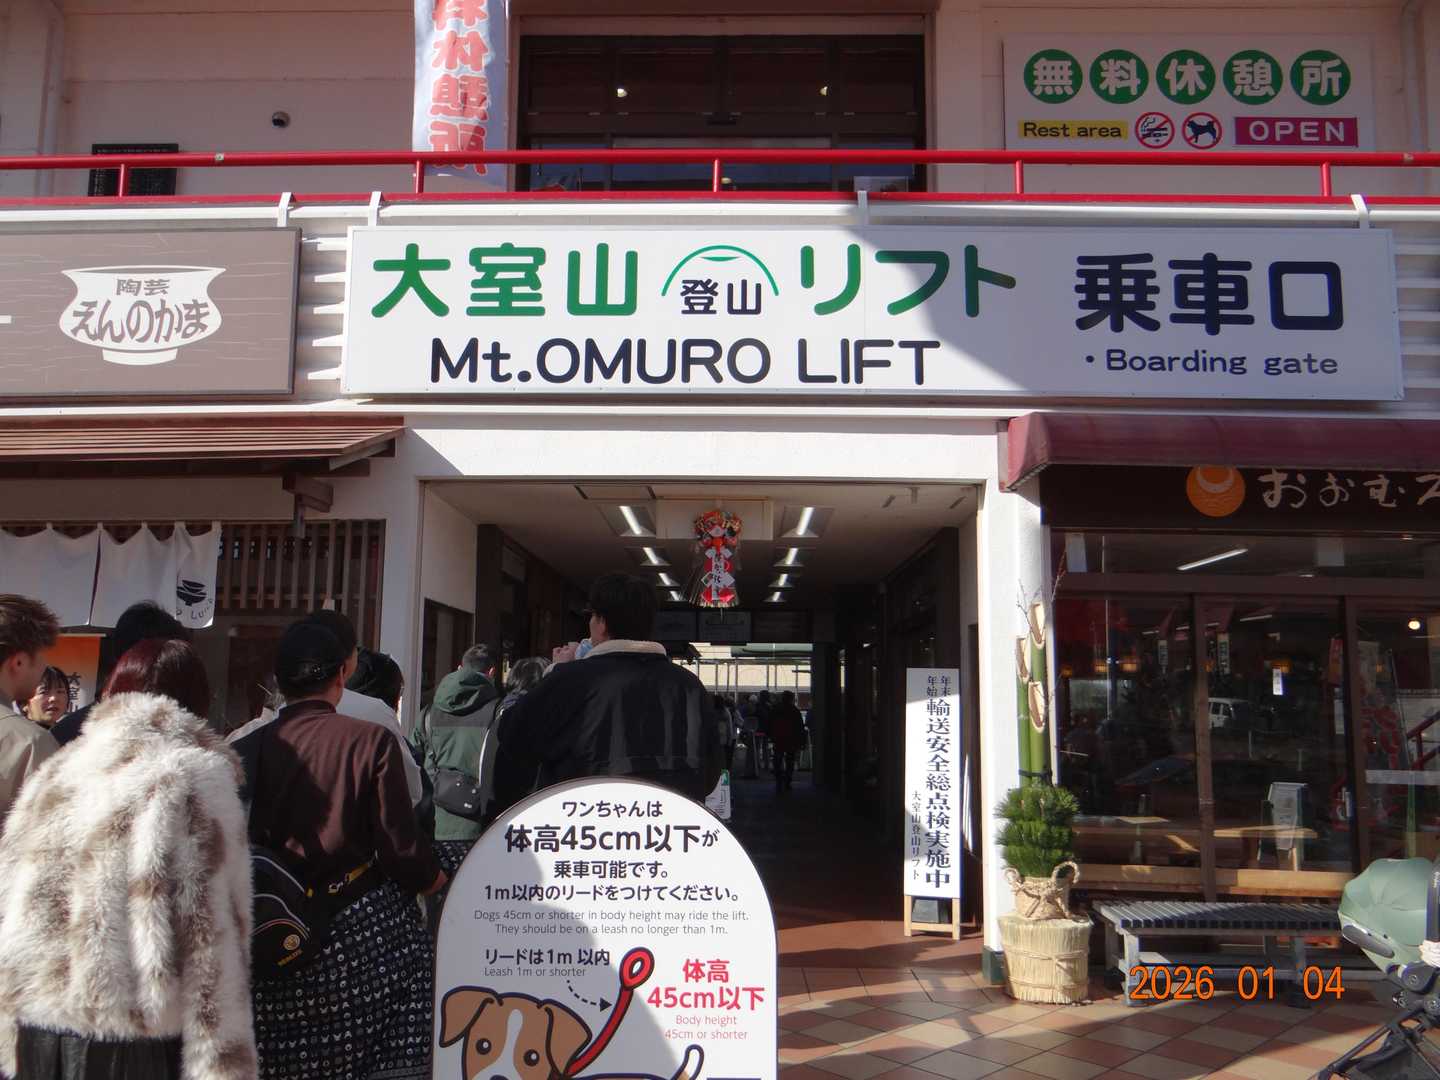 無料休憩所
Rest area
OPEN
休憩所
陶芸
えんのかま
大室山 登山 リフト 乗車口
Mt.OMURO LIFT
・Boarding gate
おおむろ
大室山
年末年始 輸送安全総点検実施中
大室山登山リフト
ワンちゃんは
体高45cm以下が
乗車可能です。
1m以内のリードをつけてください。
Dogs 45cm or shorter in body height may ride the lift.
They should be on a leash no longer than 1m.
リードは1m以内
Leash 1m or shorter
体高
45cm以下
Body height
45cm or shorter
2026 01 04